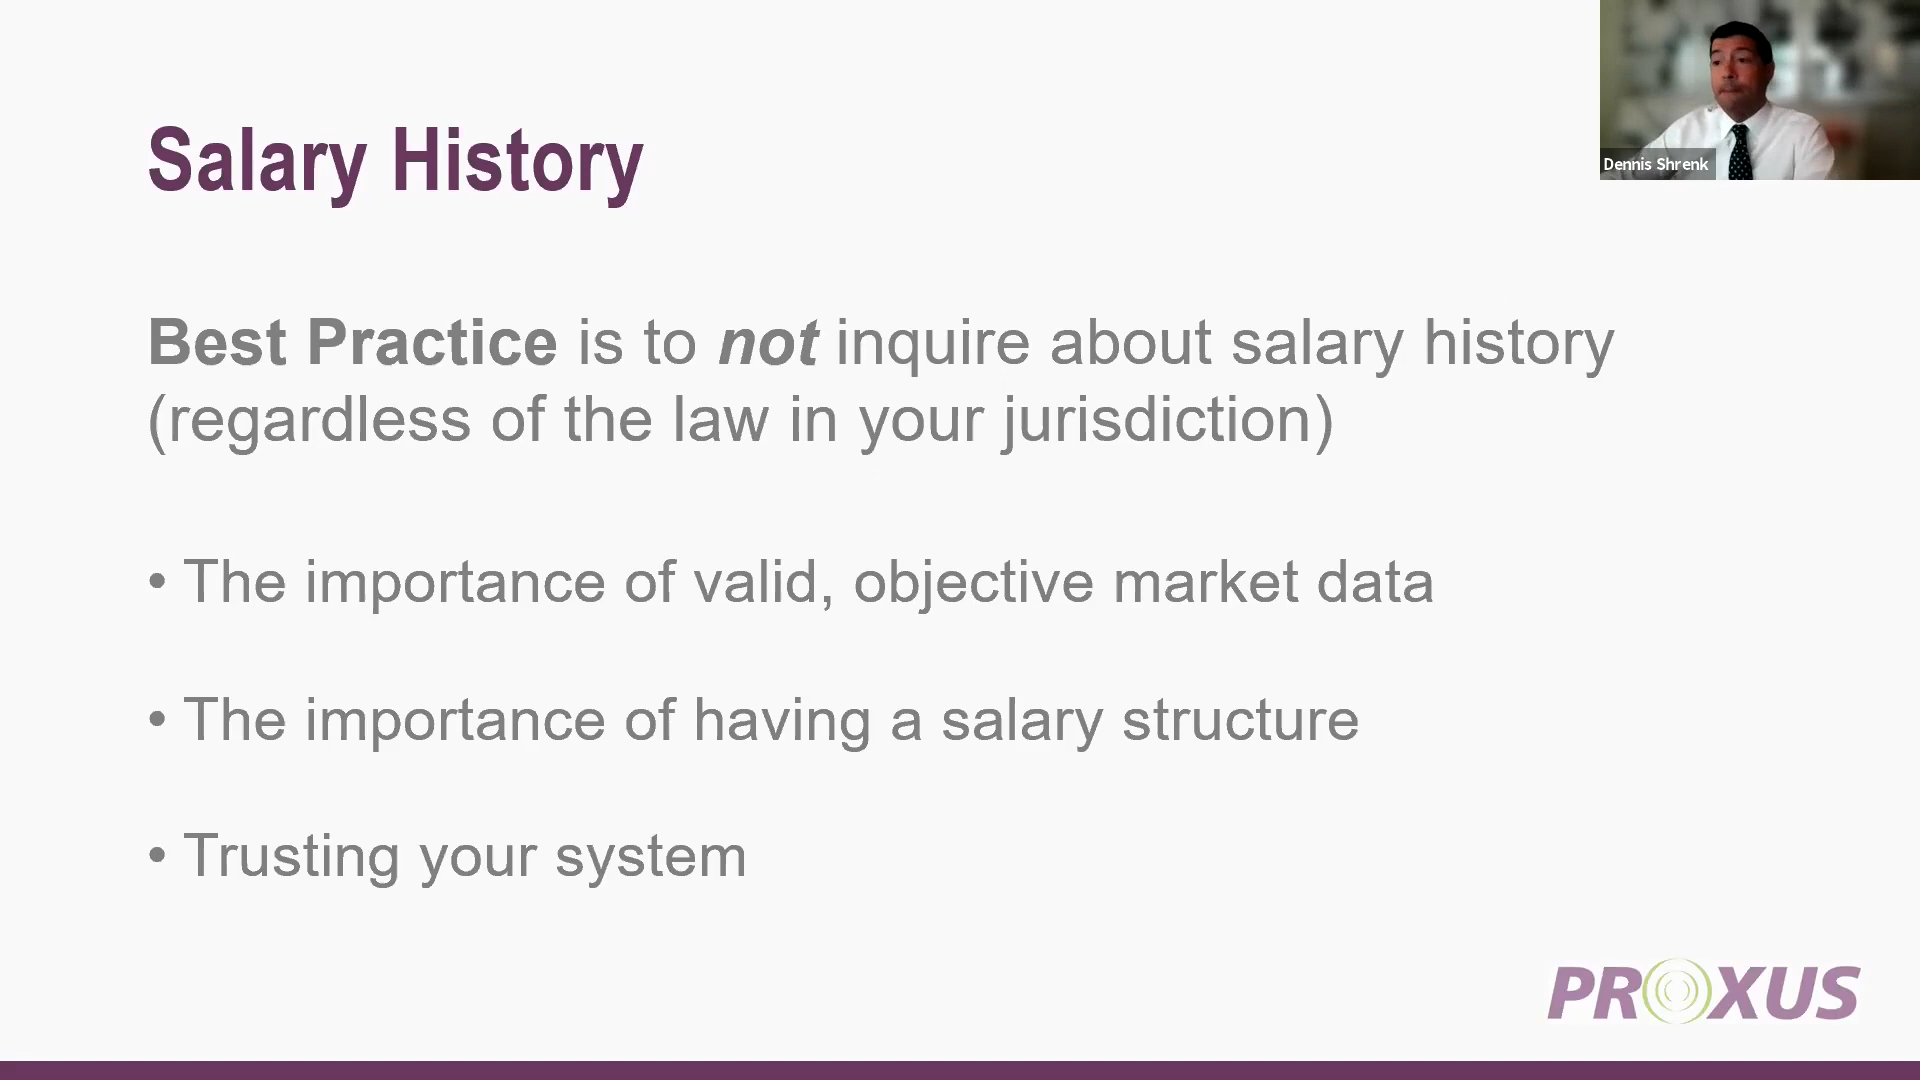 Dennis Shrenk
Salary History
Best Practice is to not inquire about salary history
(regardless of the law in your jurisdiction)
• The importance of valid, objective market data
• The importance of having a salary structure
• Trusting your system
PROXUS